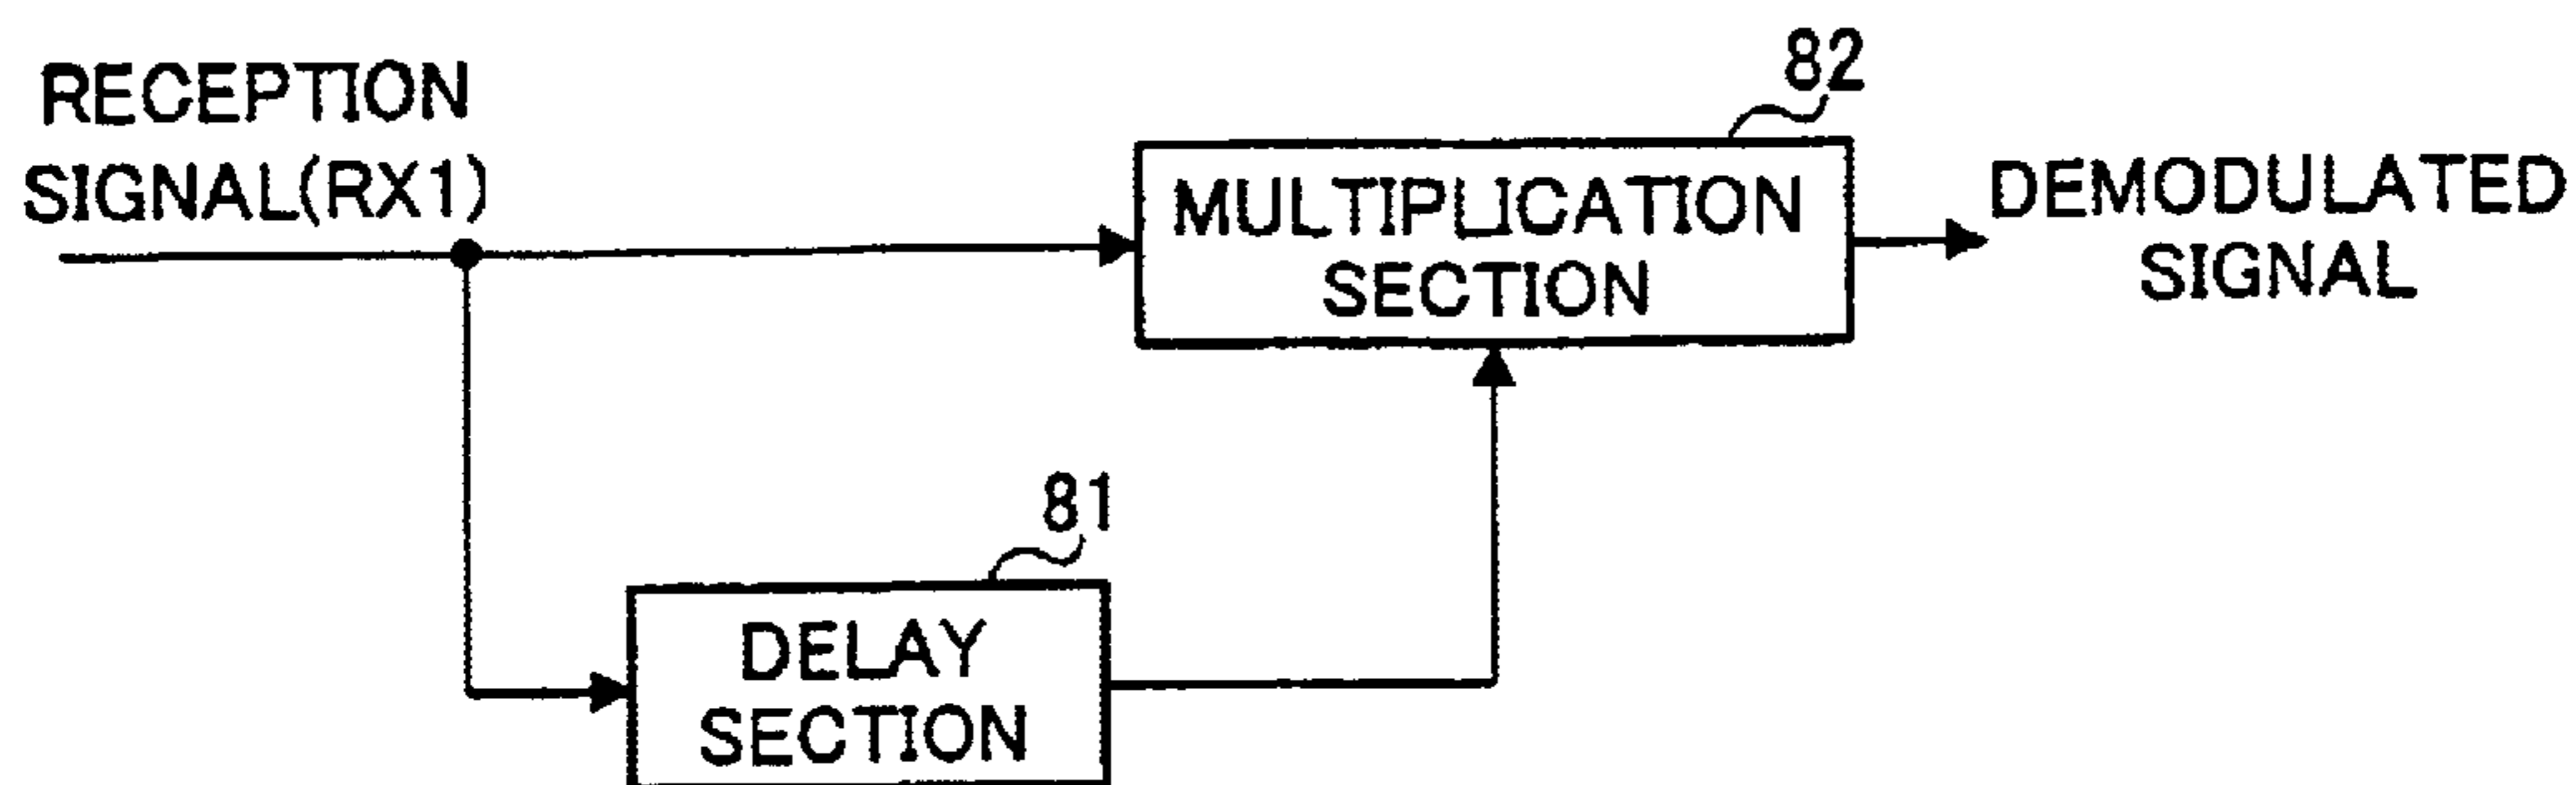 RECEPTION
SIGNAL(RX1)
82
MULTIPLICATION
SECTION
DEMODULATED
SIGNAL
81
DELAY
SECTION